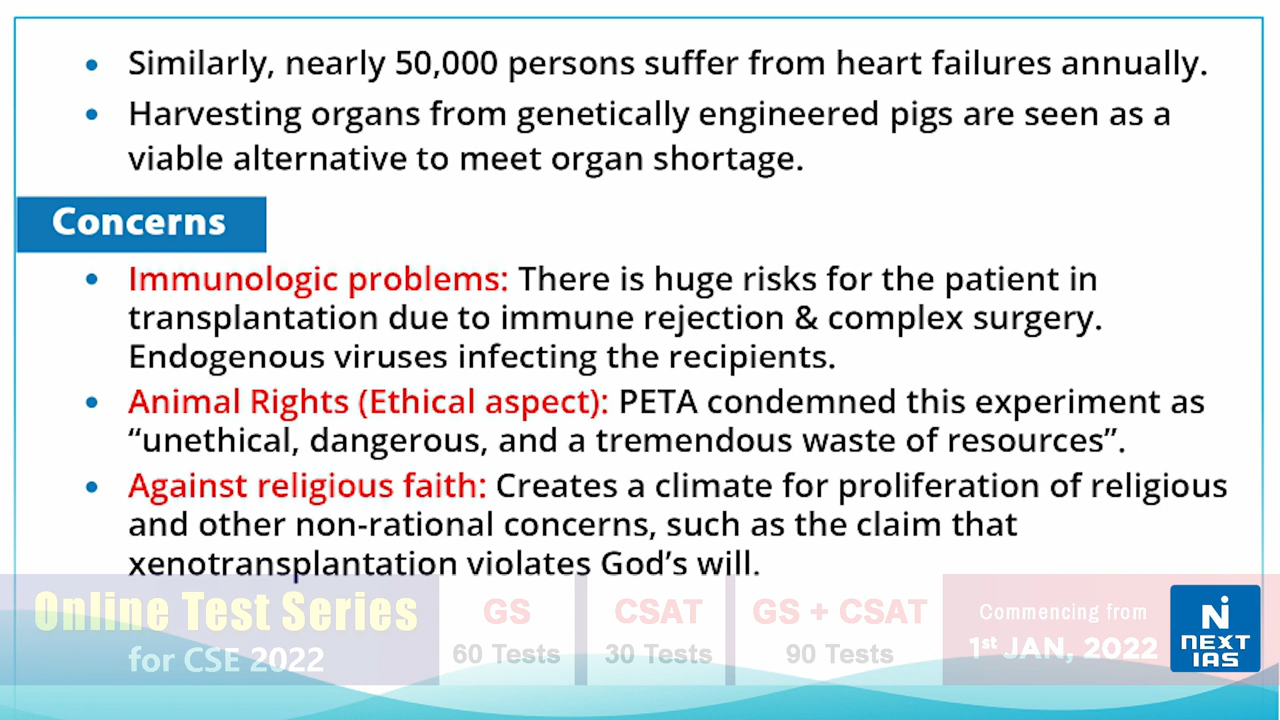 • Similarly, nearly 50,000 persons suffer from heart failures annually.
• Harvesting organs from genetically engineered pigs are seen as a
viable alternative to meet organ shortage.
Concerns
• Immunologic problems: There is huge risks for the patient in
transplantation due to immune rejection & complex surgery.
Endogenous viruses infecting the recipients.
• Animal Rights (Ethical aspect): PETA condemned this experiment as
“unethical, dangerous, and a tremendous waste of resources”.
• Against religious faith: Creates a climate for proliferation of religious
and other non-rational concerns, such as the claim that
xenotransplantation violates God’s will.
Online Test Series
for CSE 2022
GS
60 Tests
CSAT
30 Tests
GS + CSAT
90 Tests
Commencing from
1st JAN, 2022
N
NEXT
IAS